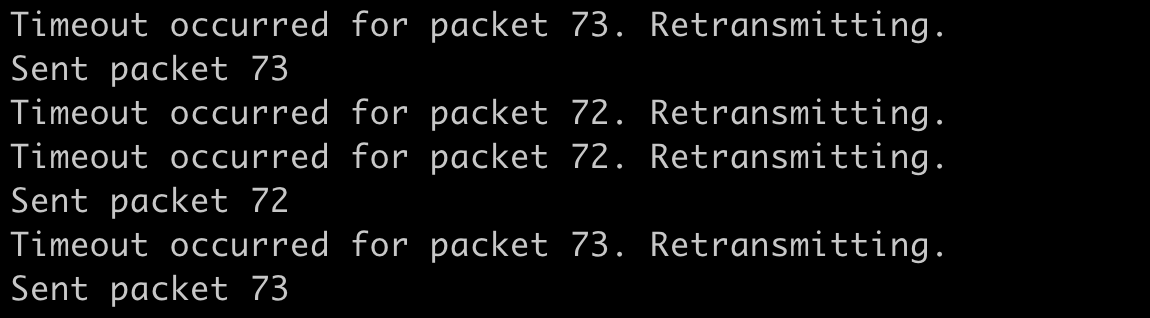 Timeout occurred for packet 73. Retransmitting.
Sent packet 73
Timeout occurred for packet 72. Retransmitting.
Timeout occurred for packet 72. Retransmitting.
Sent packet 72
Timeout occurred for packet 73. Retransmitting.
Sent packet 73